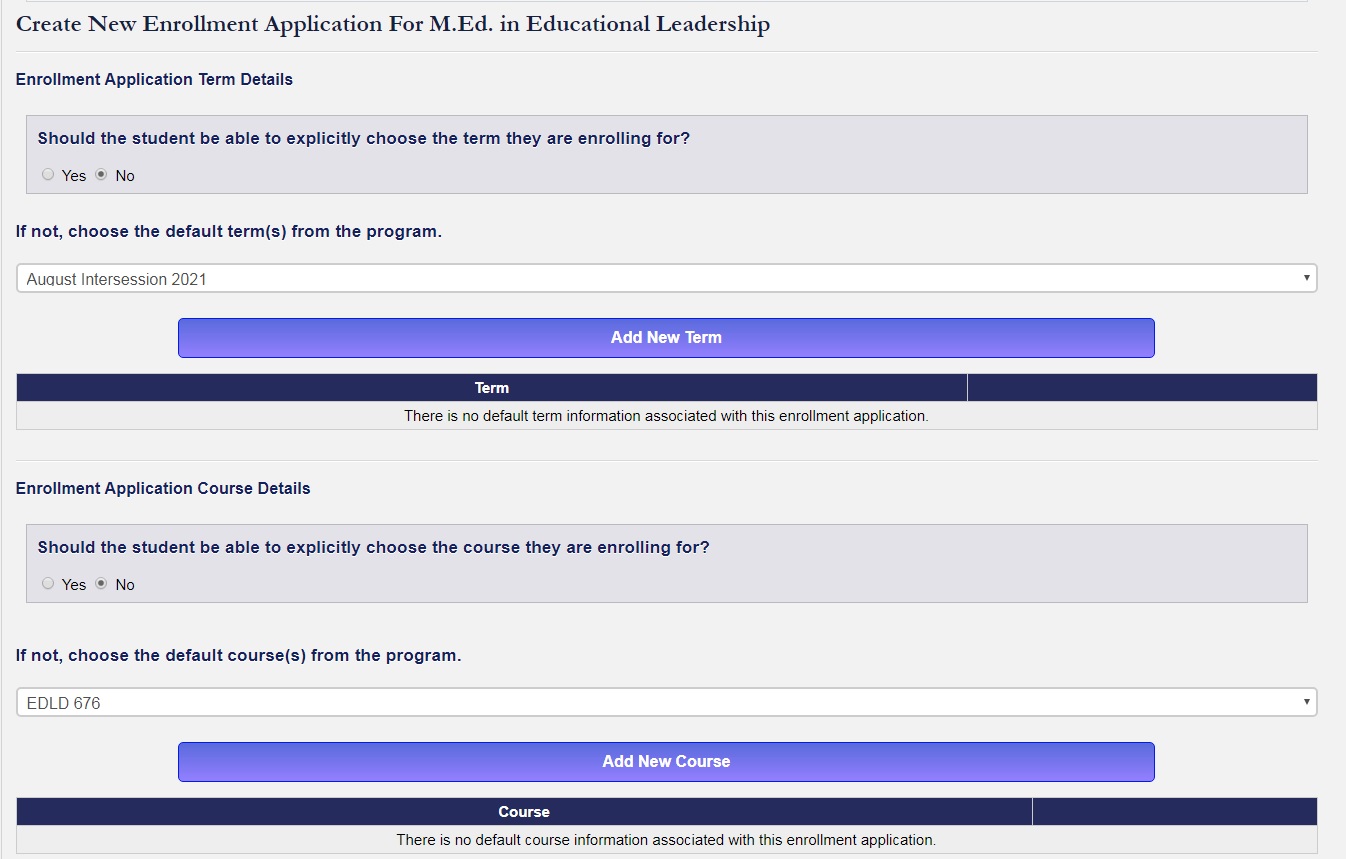 Create New Enrollment Application For M.Ed. in Educational Leadership
Enrollment Application Term Details
Should the student be able to explicitly choose the term they are enrolling for?
Yes No
If not, choose the default term(s) from the program.
August Intersession 2021
Add New Term
Term
There is no default term information associated with this enrollment application.
Enrollment Application Course Details
Should the student be able to explicitly choose the course they are enrolling for?
Yes No
If not, choose the default course(s) from the program.
EDLD 676
Add New Course
Course
There is no default course information associated with this enrollment application.